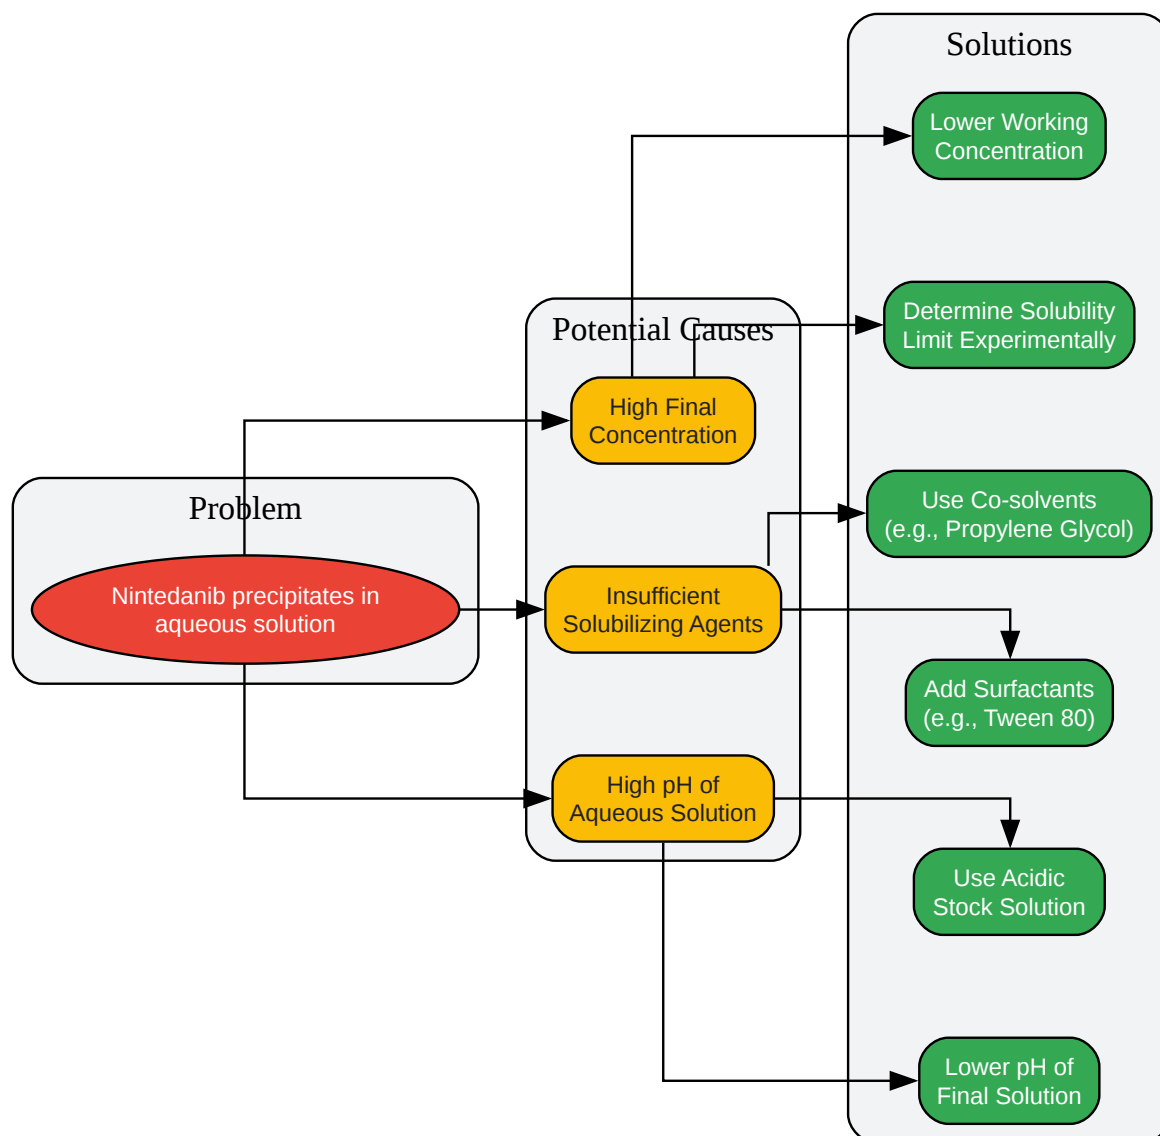 Problem
Nintedanib precipitates in
aqueous solution
Potential Causes
High Final
Concentration
Insufficient
Solubilizing Agents
High pH of
Aqueous Solution
Solutions
Lower Working
Concentration
Determine Solubility
Limit Experimentally
Use Co-solvents
(e.g., Propylene Glycol)
Add Surfactants
(e.g., Tween 80)
Use Acidic
Stock Solution
Lower pH of
Final Solution